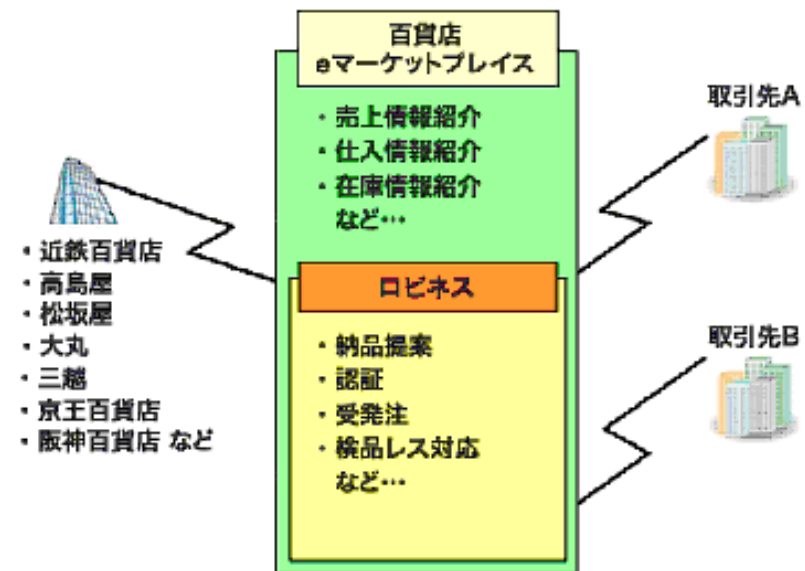 百貨店
eマーケットプレイス
・売上情報紹介
・仕入情報紹介
・在庫情報紹介
など…
ロビネス
・納品提案
・認証
・受発注
・検品レス対応
など…
・近鉄百貨店
・高島屋
・松坂屋
・大丸
・三越
・京王百貨店
・阪神百貨店 など
取引先A
取引先B